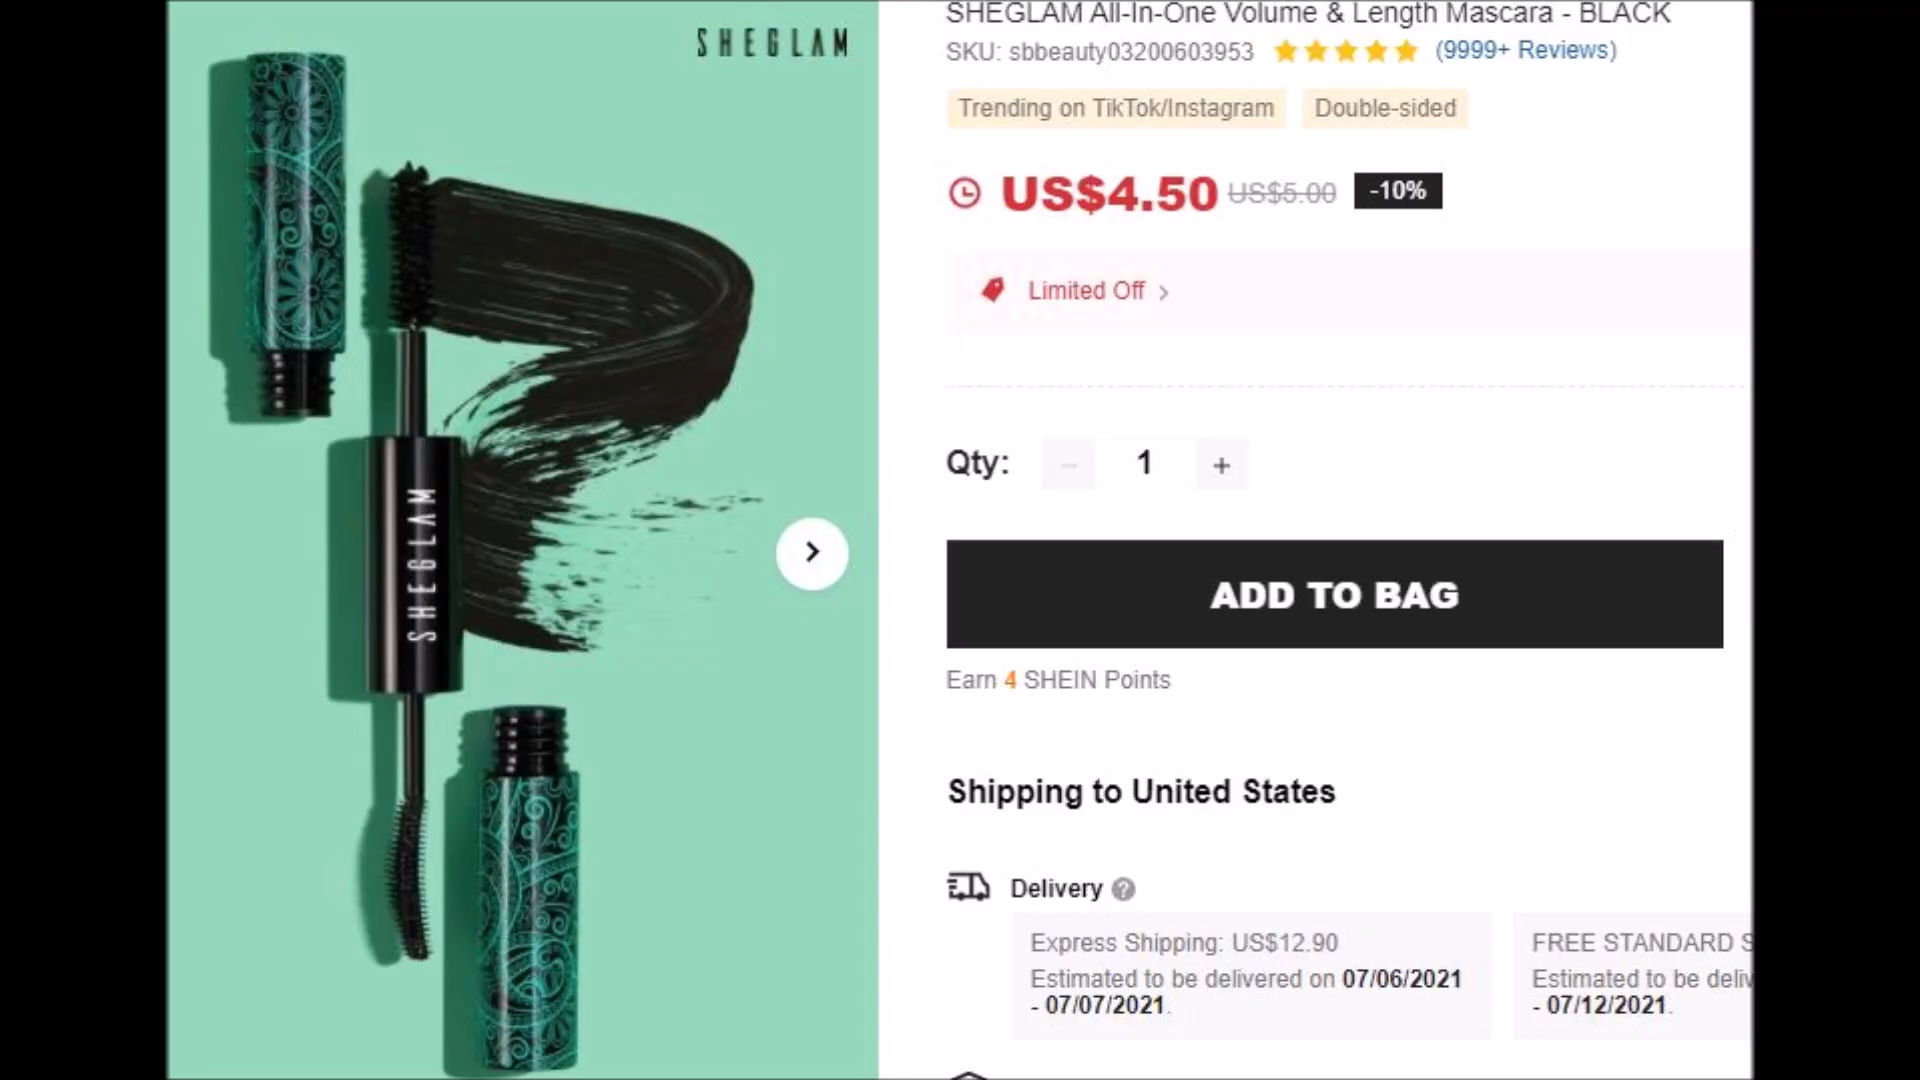 SHEGLAM
SHEGLAM
SHEGLAM All-In-One Volume & Length Mascara - BLACK
SKU: sbbeauty03200603953 (9999+ Reviews)
Trending on TikTok/Instagram Double-sided
US$4.50 US$5.00 -10%
Limited Off >
Qty: - 1 +
ADD TO BAG
Earn 4 SHEIN Points
Shipping to United States
Delivery ?
Express Shipping: US$12.90
Estimated to be delivered on 07/06/2021
- 07/07/2021.
FREE STANDARD S
Estimated to be deliv
- 07/12/2021.